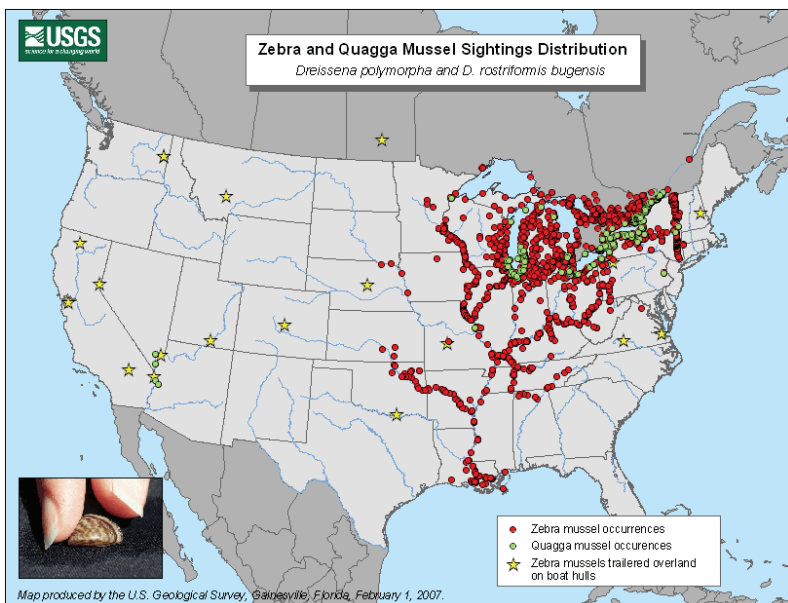 USGS
science for a changing world
Zebra and Quagga Mussel Sightings Distribution
Dreissena polymorpha and D. rostriformis bugensis
Zebra mussel occurrences
Quagga mussel occurences
Zebra mussels trailered overland
on boat hulls
Map produced by the U.S. Geological Survey, Gainesville, Florida, February 1, 2007.